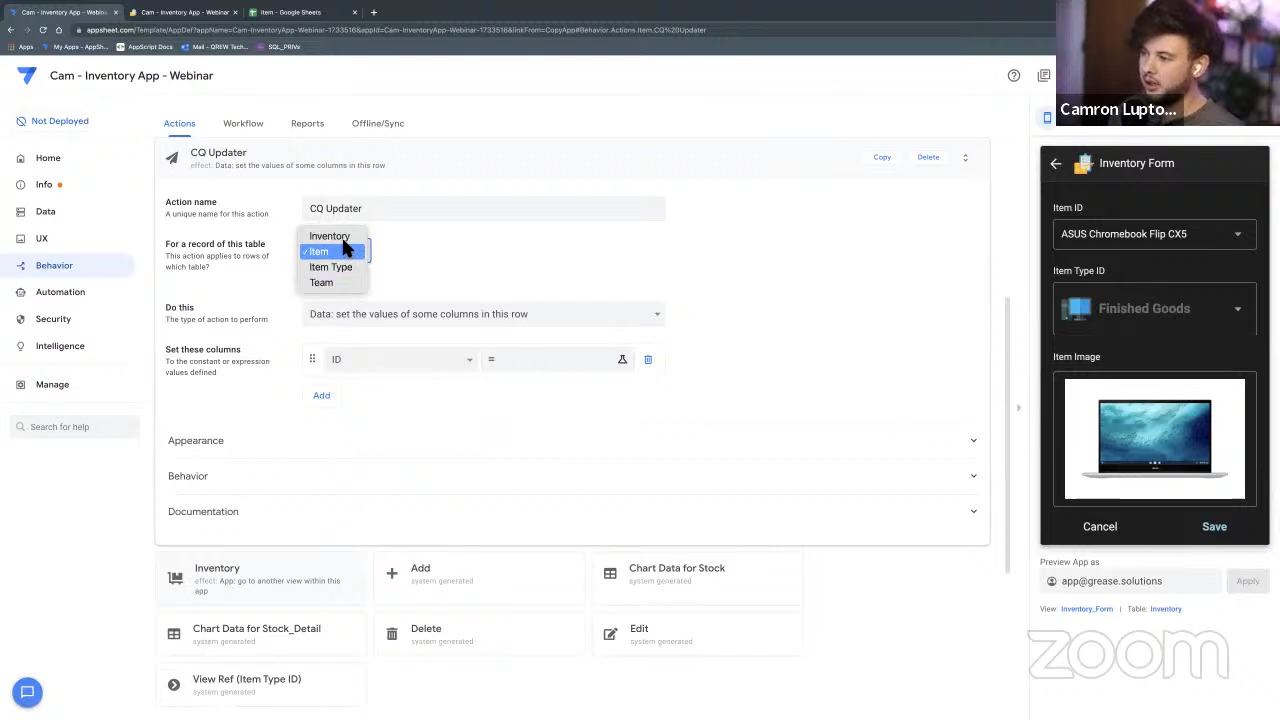 Cam - Inventory App - Webin
Cam - Inventory App - Webinar
Item - Google Sheets
appsheet.com/Template/AppDef?appName=Cam-InventoryApp-Webinar-1733516&appId=Cam-InventoryApp-Webinar-1733516&linkFrom=CopyApp#Behavior.Actions.Item.CQ%20Updater
Apps
My Apps - AppSh...
AppScript Docs
Mail - QREW Tech...
SQL_PRIVs
Cam - Inventory App - Webinar
Camron Lupto...
Not Deployed
Home
Info
Data
UX
Behavior
Automation
Security
Intelligence
Manage
Search for help
Actions
Workflow
Reports
Offline/Sync
CQ Updater
effect: Data: set the values of some columns in this row
Copy
Delete
Action name
A unique name for this action
CQ Updater
For a record of this table
This action applies to rows of
which table?
Inventory
✓ Item
Item Type
Team
Do this
The type of action to perform
Data: set the values of some columns in this row
Set these columns
To the constant or expression
values defined
ID
=
Add
Appearance
Behavior
Documentation
Inventory
effect: App: go to another view within this
app
Add
system generated
Chart Data for Stock
system generated
Chart Data for Stock_Detail
system generated
Delete
system generated
Edit
system generated
View Ref (Item Type ID)
system generated
Inventory Form
Item ID
ASUS Chromebook Flip CX5
Item Type ID
Finished Goods
Item Image
Cancel
Save
Preview App as
app@grease.solutions
Apply
View: Inventory_Form | Table: Inventory
zoom